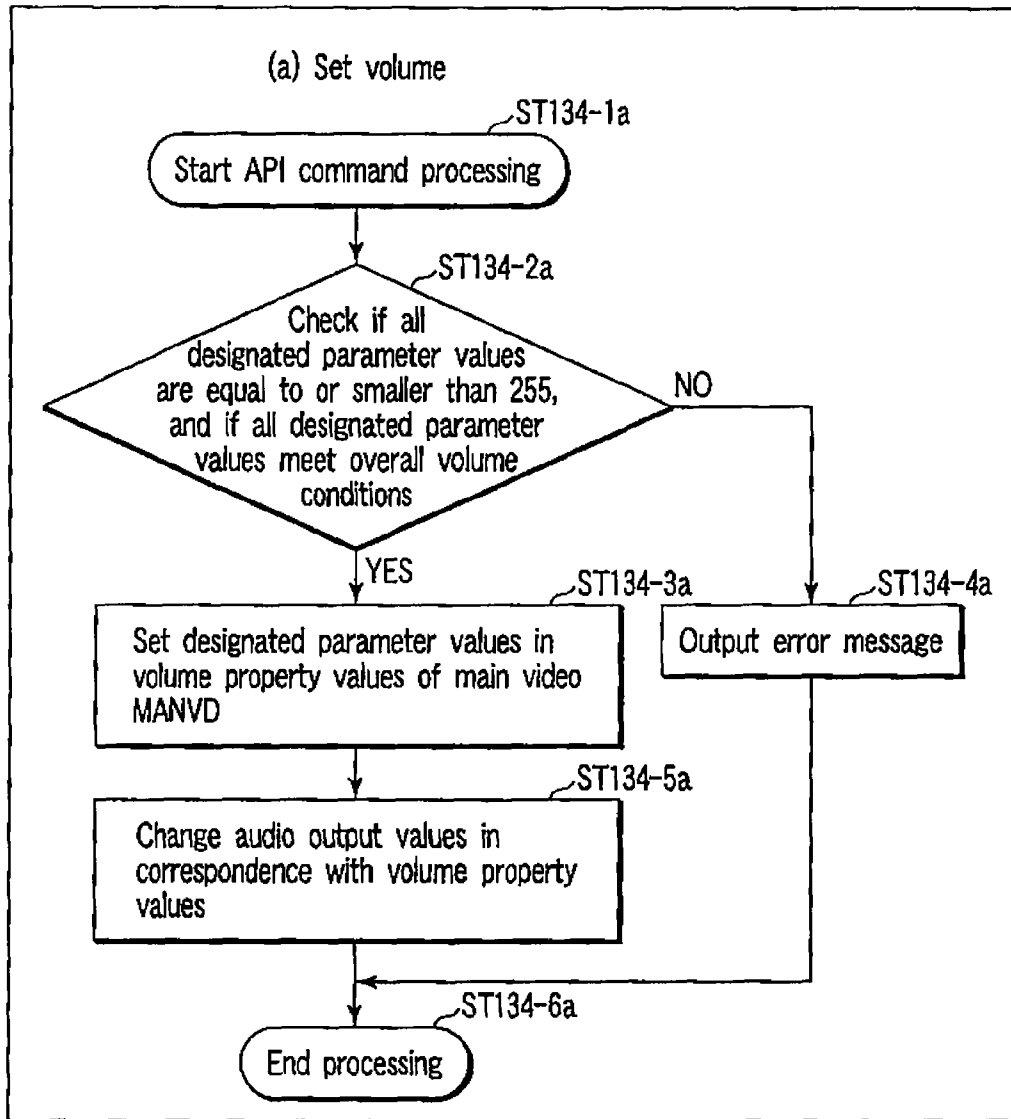 (a) Set volume
ST134-1a
Start API command processing
ST134-2a
Check if all
designated parameter values
are equal to or smaller than 255,
and if all designated parameter
values meet overall volume
conditions
NO
YES
ST134-3a
Set designated parameter values in
volume property values of main video
MANVD
ST134-4a
Output error message
ST134-5a
Change audio output values in
correspondence with volume property
values
ST134-6a
End processing